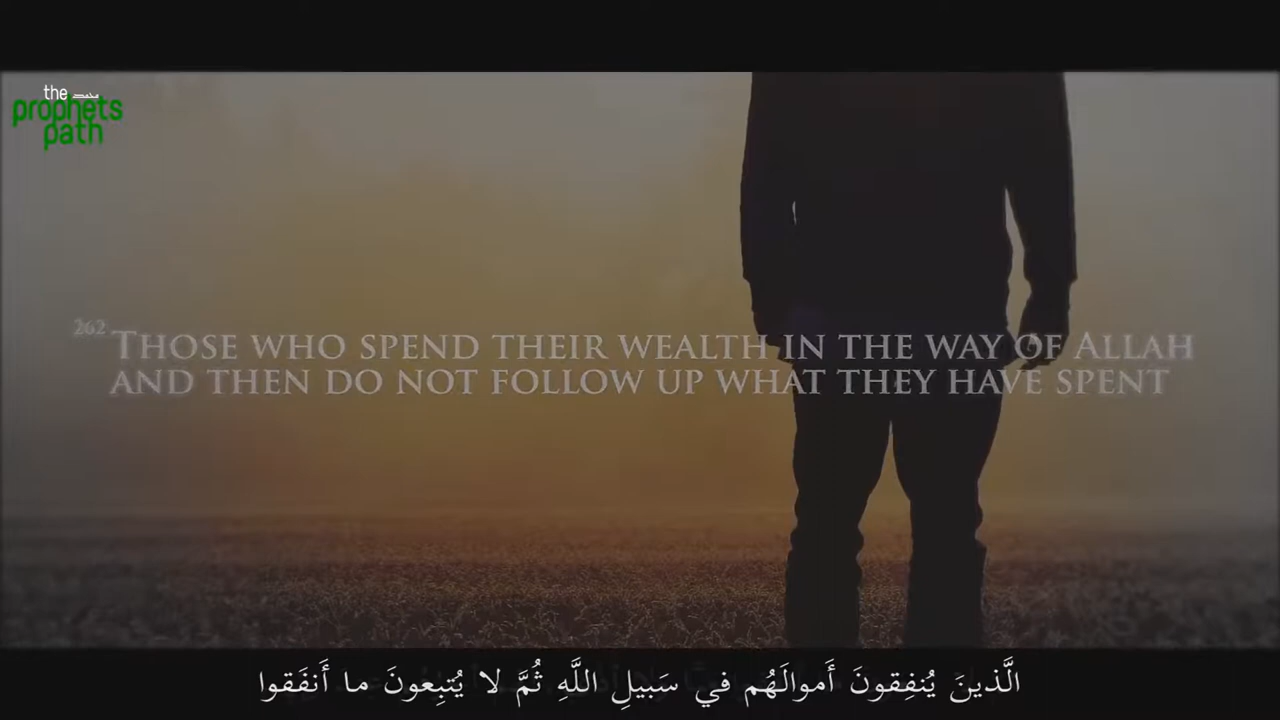 the
prophets
path
262. THOSE WHO SPEND THEIR WEALTH IN THE WAY OF ALLAH
AND THEN DO NOT FOLLOW UP WHAT THEY HAVE SPENT
الَّذينَ يُنفِقونَ أَموالَهُم في سَبيلِ اللَّهِ ثُمَّ لا يُتبِعونَ ما أَنفَقوا